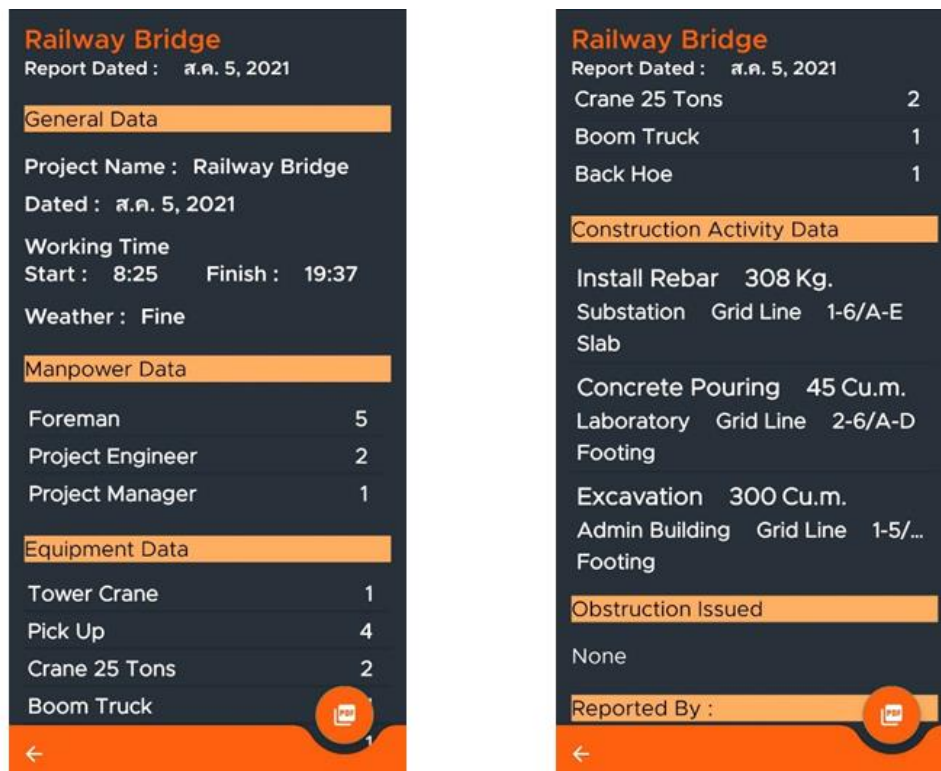 Railway Bridge
Report Dated : ส.ค. 5, 2021
General Data
Project Name : Railway Bridge
Dated : ส.ค. 5, 2021
Working Time
Start : 8:25 Finish : 19:37
Weather : Fine
Manpower Data
Foreman 5
Project Engineer 2
Project Manager 1
Equipment Data
Tower Crane 1
Pick Up 4
Crane 25 Tons 2
Boom Truck
PDF
1
Railway Bridge
Report Dated : ส.ค. 5, 2021
Crane 25 Tons 2
Boom Truck 1
Back Hoe 1
Construction Activity Data
Install Rebar 308 Kg.
Substation Grid Line 1-6/A-E
Slab
Concrete Pouring 45 Cu.m.
Laboratory Grid Line 2-6/A-D
Footing
Excavation 300 Cu.m.
Admin Building Grid Line 1-5/...
Footing
Obstruction Issued
None
Reported By :
PDF